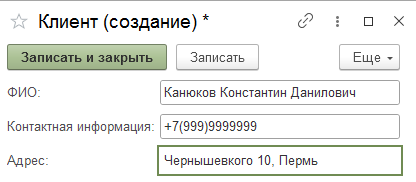 Клиент (создание) *
Записать и закрыть Записать Еще
ФИО: Канюков Константин Данилович
Контактная информация: +7(999)9999999
Адрес: Чернышевкого 10, Пермь